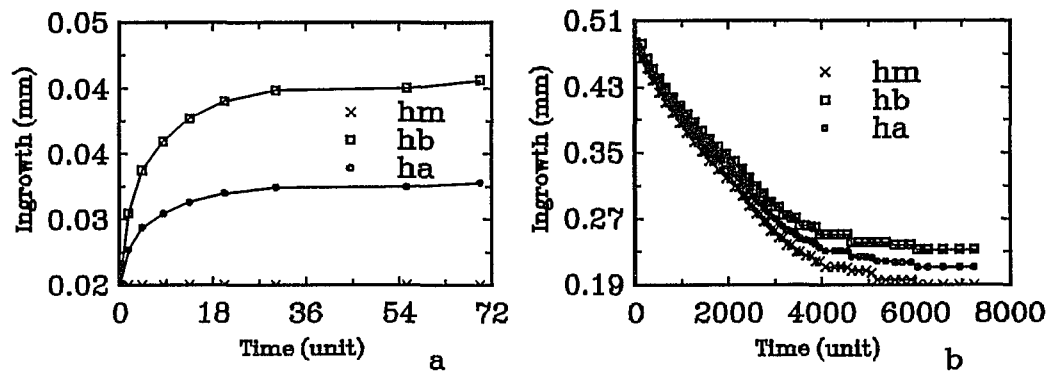 0.05
0.04
0.04
0.03
0.02
Ingrowth (mm)
hm
hb
ha
0 18 36 54 72
Time (unit)
a
0.51
0.43
0.35
0.27
0.19
Ingrowth (mm)
hm
hb
ha
0 2000 4000 6000 8000
Time (unit)
b